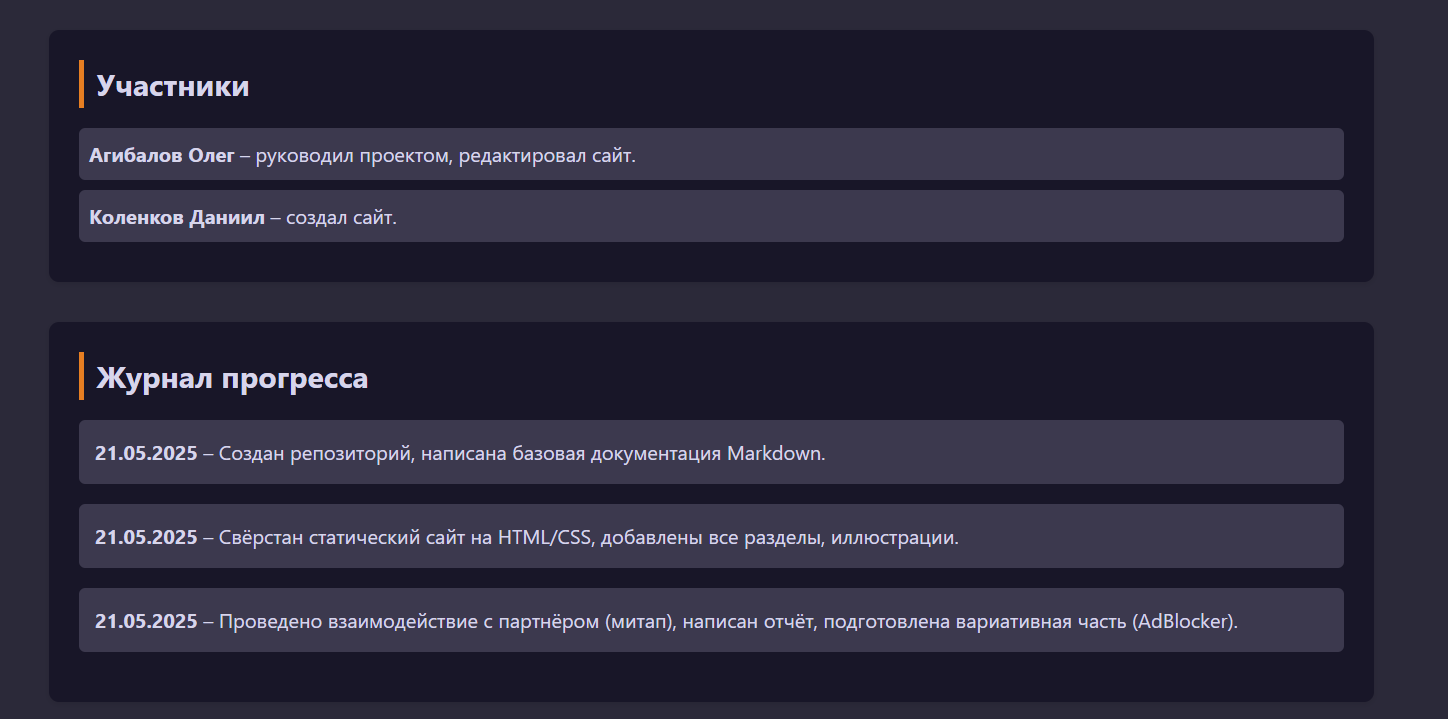 Участники
Агибалов Олег – руководил проектом, редактировал сайт.
Коленков Даниил – создал сайт.
Журнал прогресса
21.05.2025 – Создан репозиторий, написана базовая документация Markdown.
21.05.2025 – Свёрстан статический сайт на HTML/CSS, добавлены все разделы, иллюстрации.
21.05.2025 – Проведено взаимодействие с партнёром (митап), написан отчёт, подготовлена вариативная часть (AdBlocker).